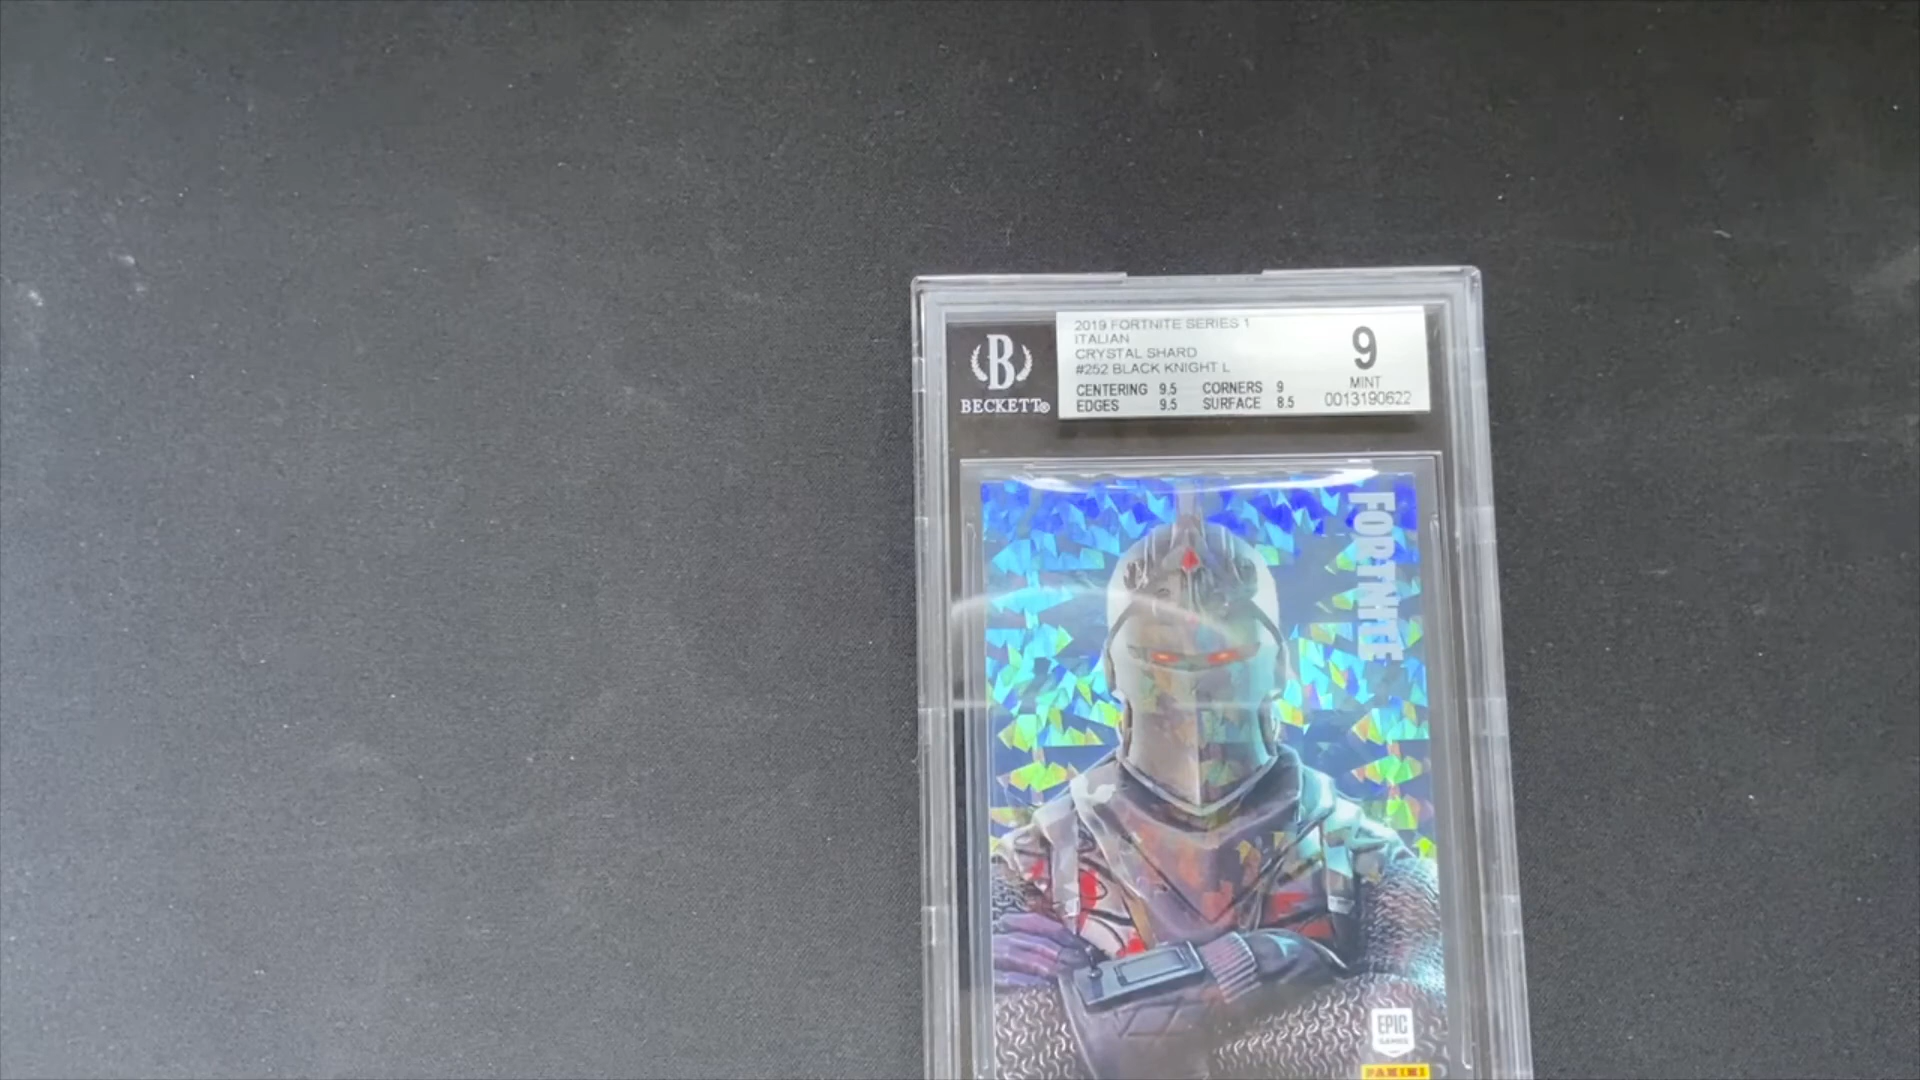 2019 FORTNITE SERIES 1
ITALIAN
CRYSTAL SHARD
#252 BLACK KNIGHT L
CENTERING 9.5 CORNERS 9
EDGES 9.5 SURFACE 8.5
9
MINT
0013190622
B
BECKETT®
FORTNITE
EPIC
GAMES
PANINI